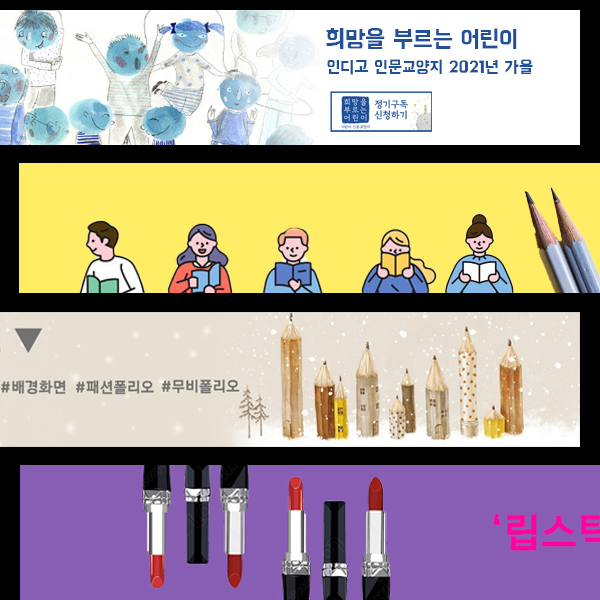 희망을 부르는 어린이
인디고 인문교양지 2021년 가을
희망을
부르는
어린이
정기구독
신청하기
#배경화면 #패션폴리오 #무비폴리오
‘립스틱